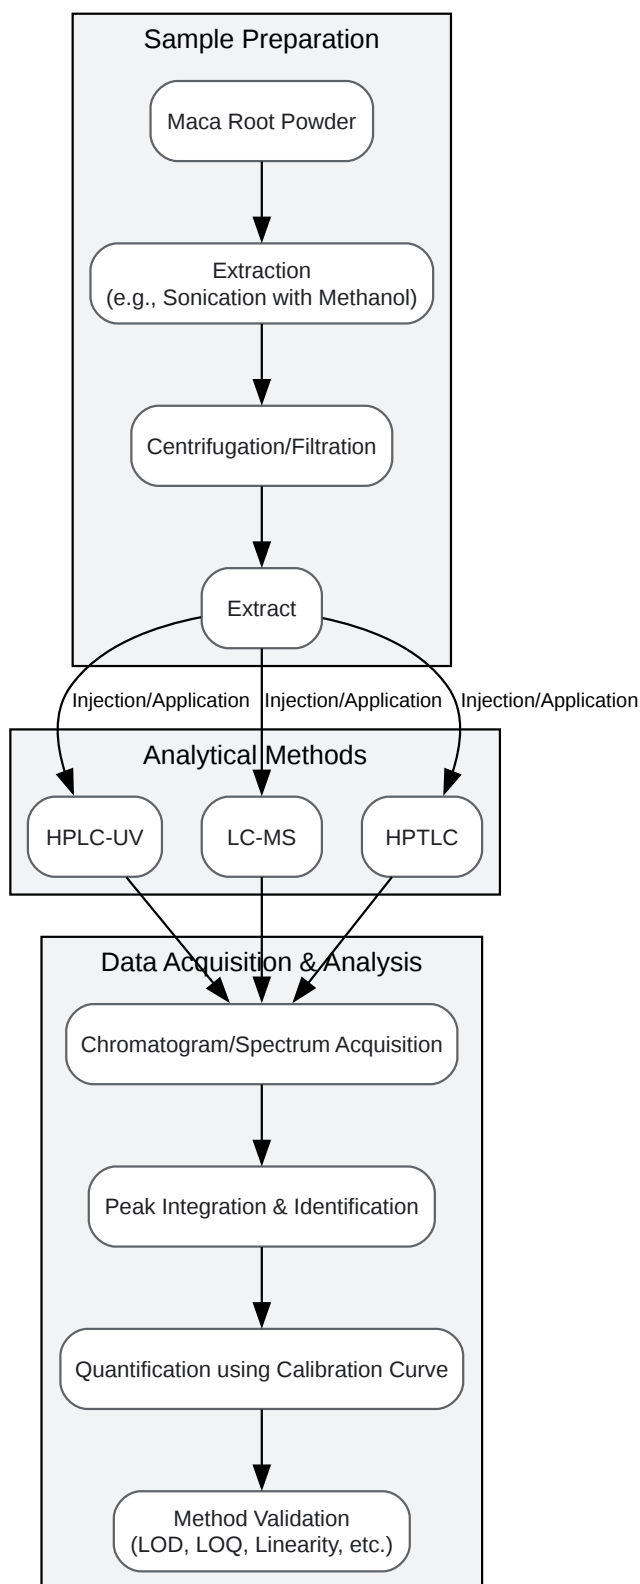 Sample Preparation
Maca Root Powder
Extraction
(e.g., Sonication with Methanol)
Centrifugation/Filtration
Extract
Injection/Application Injection/Application Injection/Application
Analytical Methods
HPLC-UV LC-MS HPTLC
Data Acquisition & Analysis
Chromatogram/Spectrum Acquisition
Peak Integration & Identification
Quantification using Calibration Curve
Method Validation
(LOD, LOQ, Linearity, etc.)